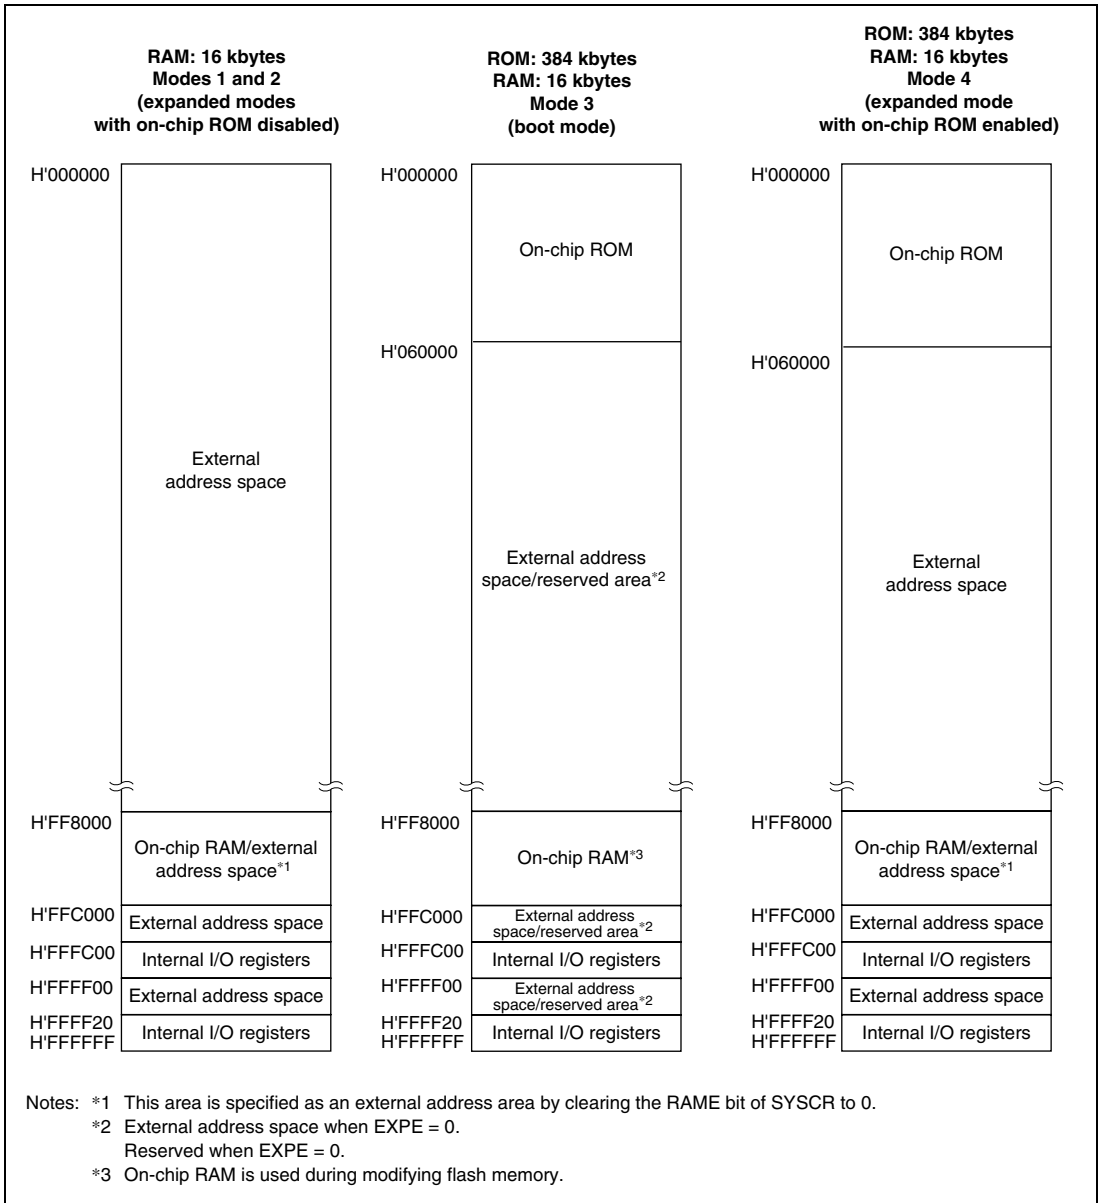 RAM: 16 kbytes
Modes 1 and 2
(expanded modes
with on-chip ROM disabled)
H'000000
External
address space
H'FF8000
On-chip RAM/external
address space*1
H'FFC000
External address space
H'FFFC00
Internal I/O registers
H'FFFF00
External address space
H'FFFF20
Internal I/O registers
H'FFFFFF
ROM: 384 kbytes
RAM: 16 kbytes
Mode 3
(boot mode)
H'000000
On-chip ROM
H'060000
External address
space/reserved area*2
H'FF8000
On-chip RAM*3
H'FFC000
External address
space/reserved area*2
H'FFFC00
Internal I/O registers
H'FFFF00
External address
space/reserved area*2
H'FFFF20
Internal I/O registers
H'FFFFFF
ROM: 384 kbytes
RAM: 16 kbytes
Mode 4
(expanded mode
with on-chip ROM enabled)
H'000000
On-chip ROM
H'060000
External
address space
H'FF8000
On-chip RAM/external
address space*1
H'FFC000
External address space
H'FFFC00
Internal I/O registers
H'FFFF00
External address space
H'FFFF20
Internal I/O registers
H'FFFFFF
Notes: *1 This area is specified as an external address area by clearing the RAME bit of SYSCR to 0.
*2 External address space when EXPE = 0.
Reserved when EXPE = 0.
*3 On-chip RAM is used during modifying flash memory.